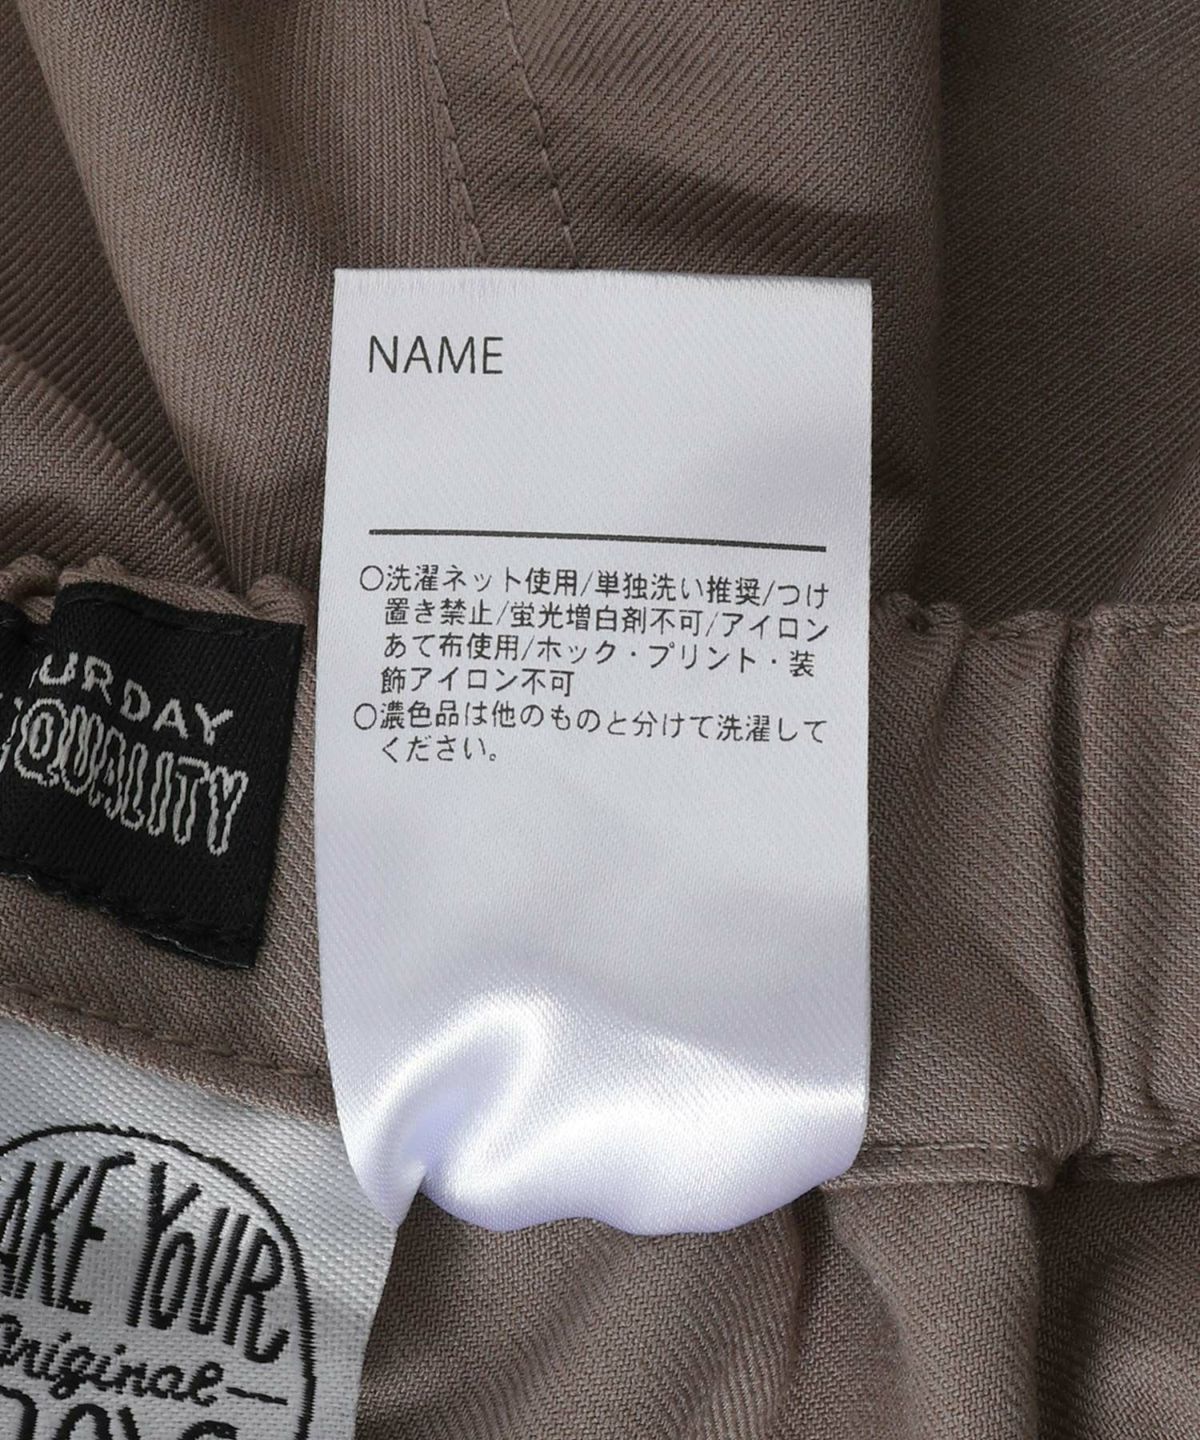 NAME
○洗濯ネット使用/単独洗い推奨/つけ
置き禁止/蛍光増白剤不可/アイロン
あて布使用/ホック・プリント・装
飾アイロン不可
○濃色品は他のものと分けて洗濯して
ください。
URDAY
QUALITY
AKE YOUR
Original